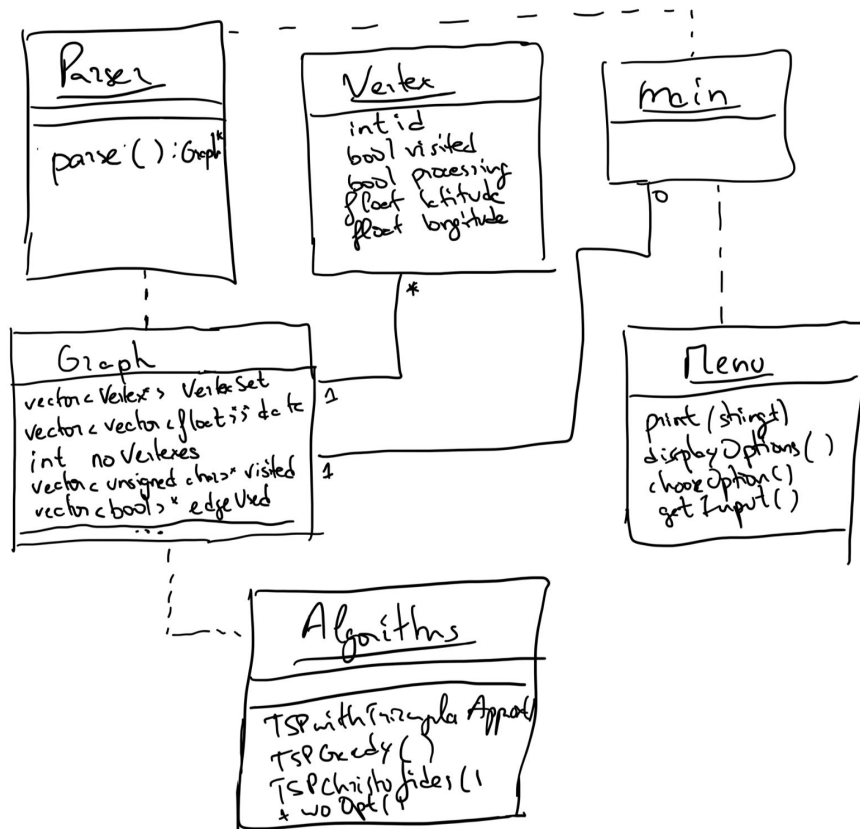 Parser
parse() : Graph*
Vertex
int id
bool visited
bool processing
float latitude
float longitude
*
main
0
Graph
vector<Vertex*> VertexSet
vector<vector<float>>
int noVertexes
vector<unsigned char>* visited
vector<bool>* edgeUsed
...
1
1
Menu
print(string)
displayOptions()
chooseOption()
getInput()
Algorithms
TSPwithTriangle
TSPGreedy()
TSPChristofides(
twoOpt(